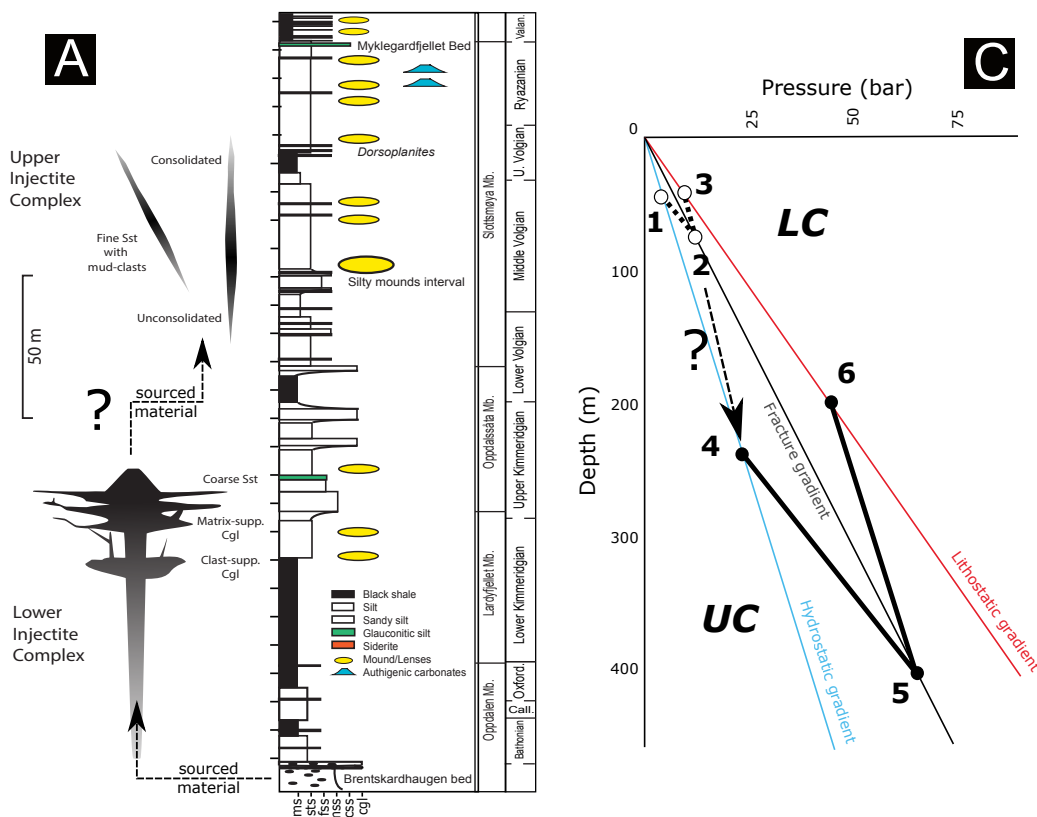 A
Upper
Injectite
Complex
Consolidated
Fine Sst
with
mud-clasts
Unconsolidated
50 m
?
sourced
material
Coarse Sst
Matrix-supp.
Cgl
Clast-supp.
Cgl
Lower
Injectite
Complex
sourced
material
Myklegardfjellet Bed
Dorsoplanites
Silty mounds interval
Black shale
Silt
Sandy silt
Glauconitic silt
Siderite
Mound/Lenses
Authigenic carbonates
Brentskardhaugen bed
ms
sts
fss
mss
css
cgl
Slottsmøya Mb.
Oppdalssåta Mb.
Lardyfjellet Mb.
Oppdalen Mb.
Valan.
Ryazanian
U. Volgian
Middle Volgian
Lower Volgian
Upper Kimmeridgian
Lower Kimmeridgian
Oxford.
Call.
Bathonian
C
Pressure (bar)
25
50
75
0
100
200
300
400
Depth (m)
1
2
3
LC
?
4
5
6
UC
Fracture gradient
Hydrostatic gradient
Lithostatic gradient